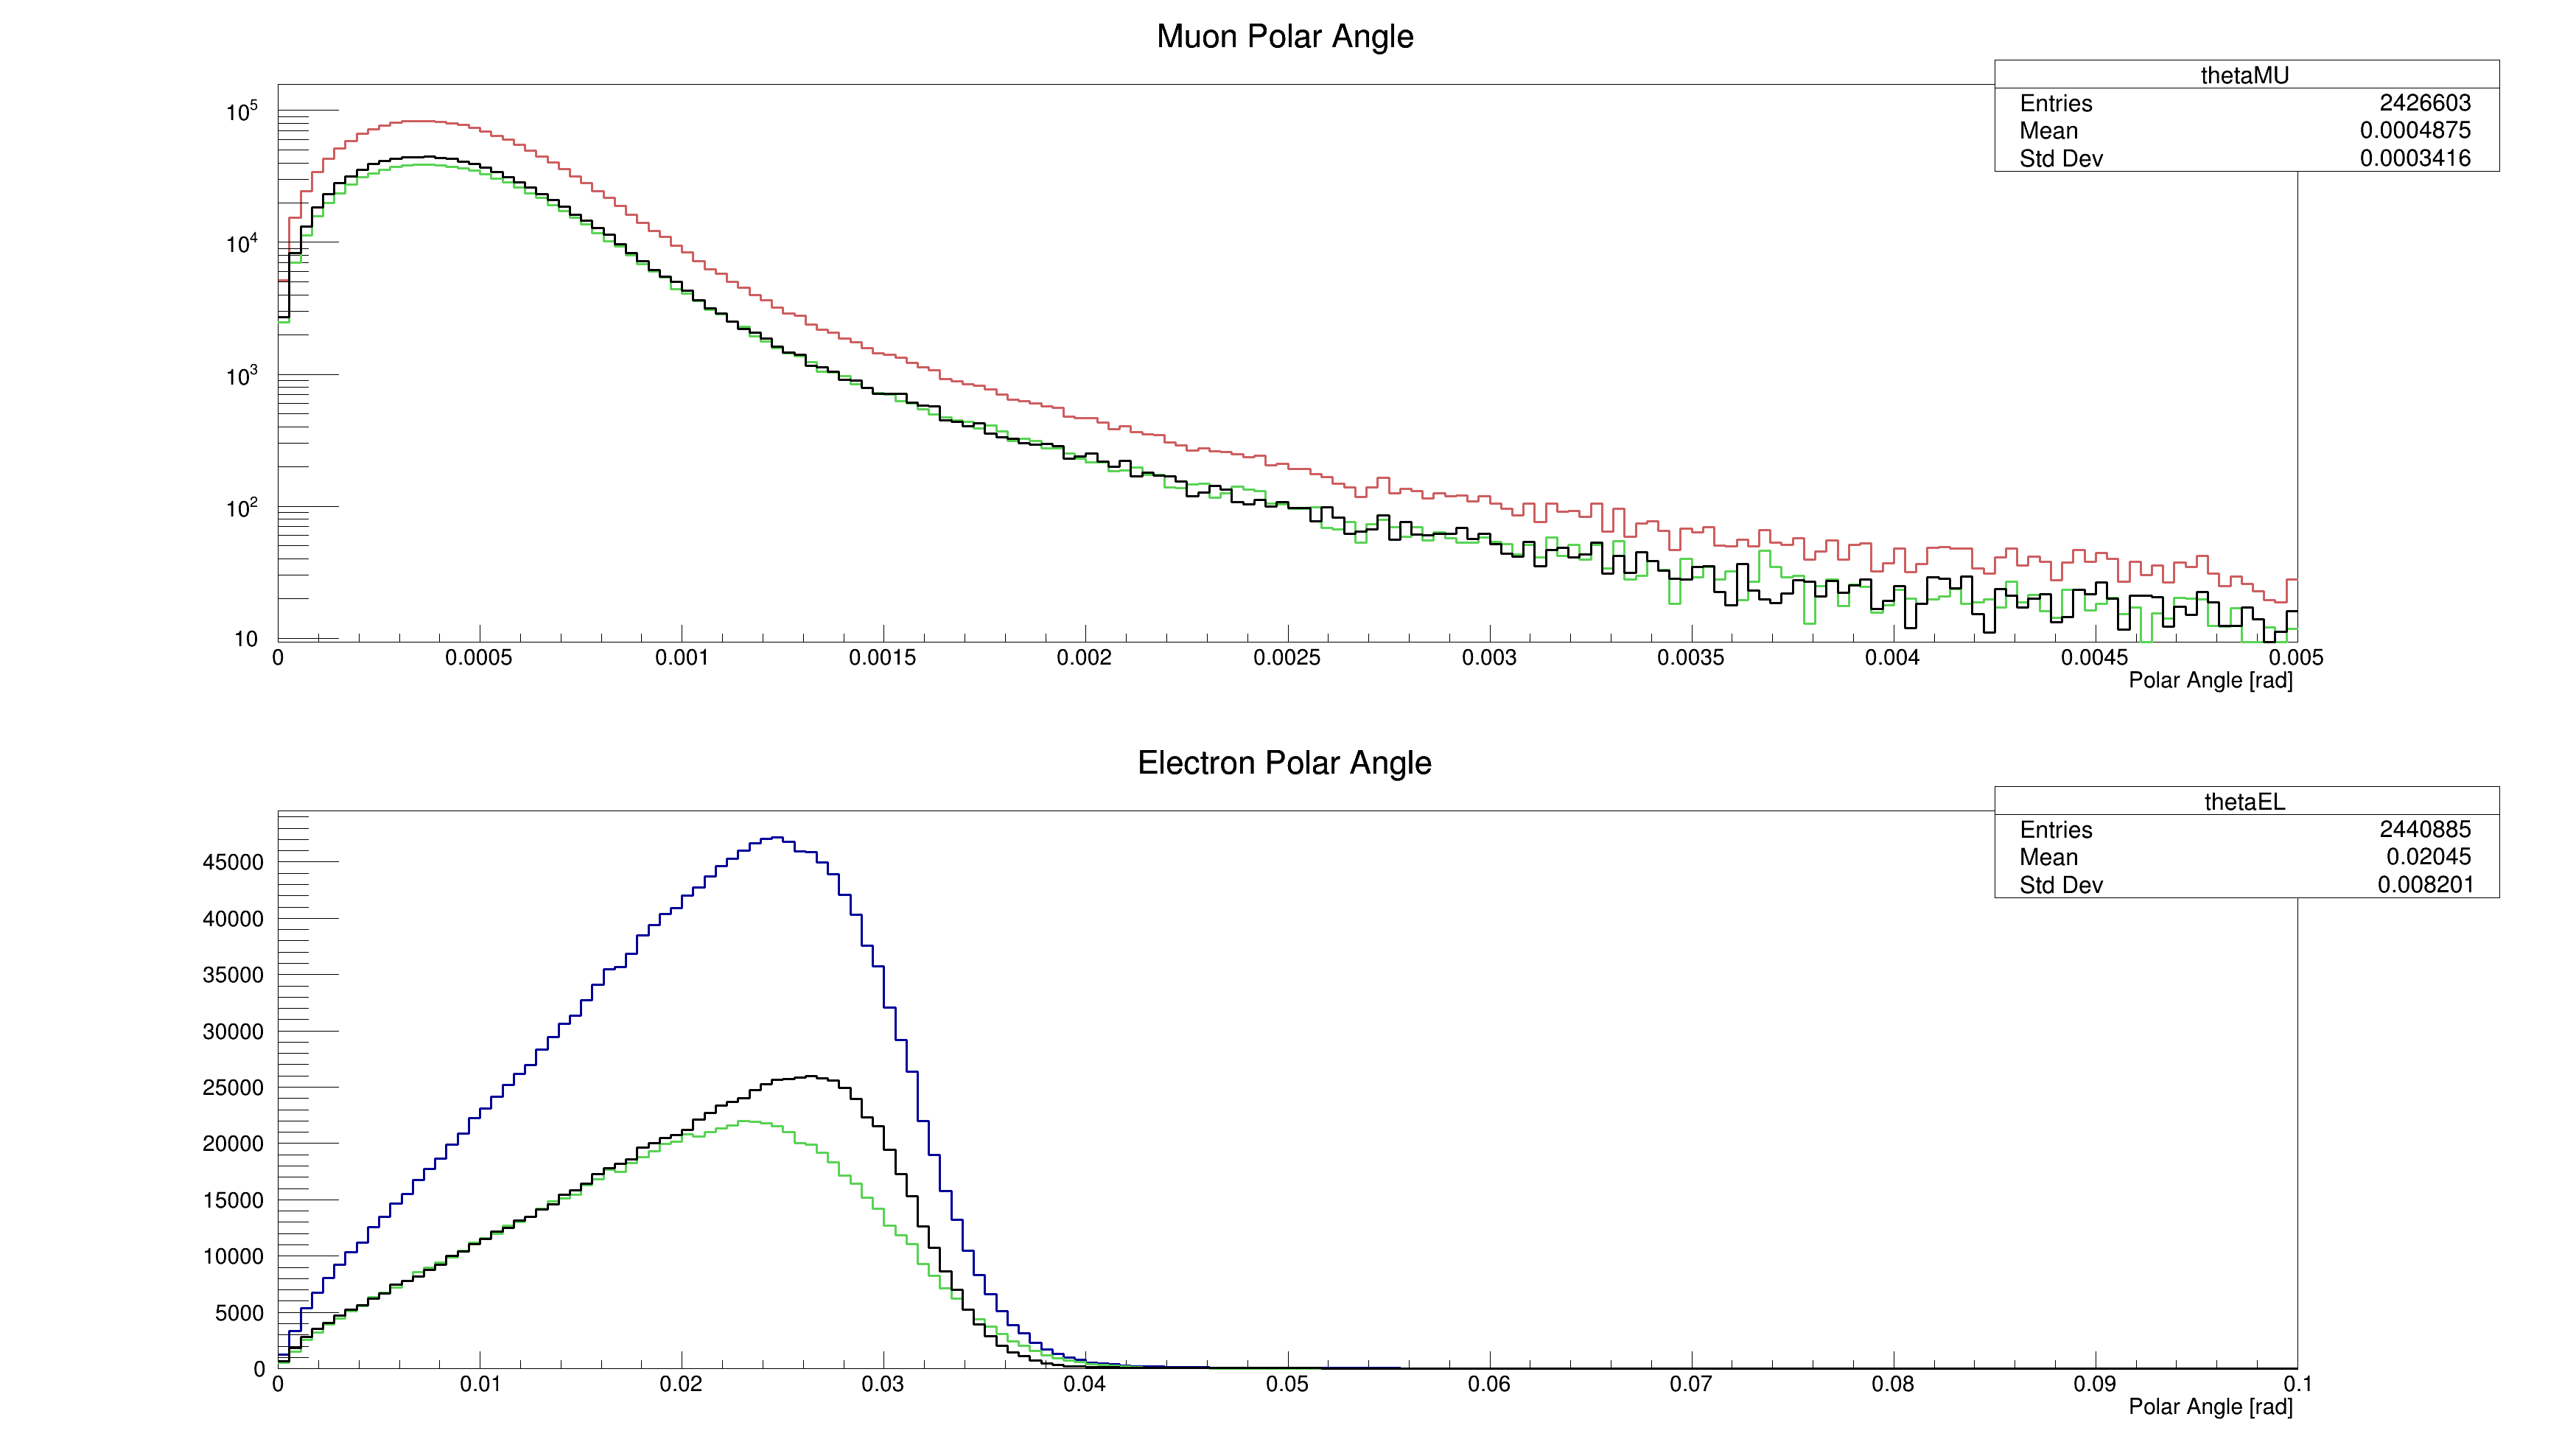 Muon Polar Angle
thetaMU
Entries 2426603
Mean 0.0004875
Std Dev 0.0003416
10^5
10^4
10^3
10^2
10
0 0.0005 0.001 0.0015 0.002 0.0025 0.003 0.0035 0.004 0.0045 0.005
Polar Angle [rad]
Electron Polar Angle
thetaEL
Entries 2440885
Mean 0.02045
Std Dev 0.008201
45000
40000
35000
30000
25000
20000
15000
10000
5000
0
0 0.01 0.02 0.03 0.04 0.05 0.06 0.07 0.08 0.09 0.1
Polar Angle [rad]